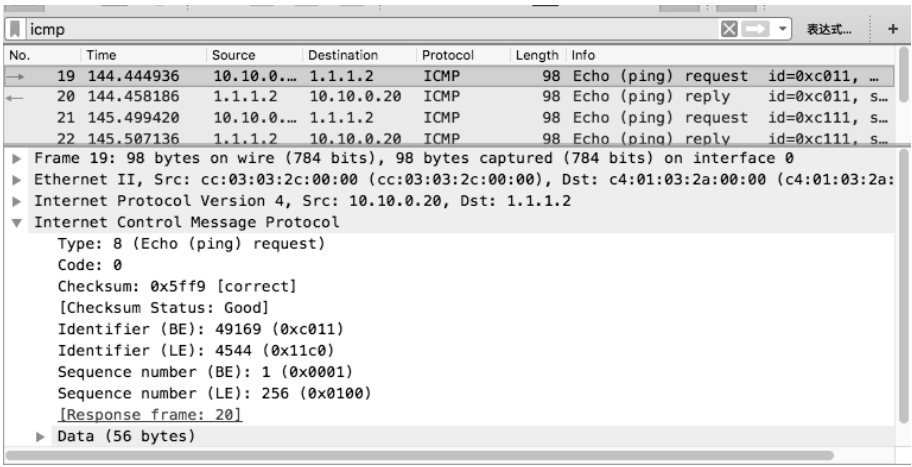 icmp 表达式... +
No. Time Source Destination Protocol Length Info
19 144.444936 10.10.0.... 1.1.1.2 ICMP 98 Echo (ping) request id=0xc011, ...
20 144.458186 1.1.1.2 10.10.0.20 ICMP 98 Echo (ping) reply id=0xc011, s...
21 145.499420 10.10.0.... 1.1.1.2 ICMP 98 Echo (ping) request id=0xc111, ...
22 145.507136 1.1.1.2 10.10.0.20 ICMP 98 Echo (ping) reply id=0xc111, s...
Frame 19: 98 bytes on wire (784 bits), 98 bytes captured (784 bits) on interface 0
Ethernet II, Src: cc:03:03:2c:00:00 (cc:03:03:2c:00:00), Dst: c4:01:03:2a:00:00 (c4:01:03:2a:
Internet Protocol Version 4, Src: 10.10.0.20, Dst: 1.1.1.2
Internet Control Message Protocol
Type: 8 (Echo (ping) request)
Code: 0
Checksum: 0x5ff9 [correct]
[Checksum Status: Good]
Identifier (BE): 49169 (0xc011)
Identifier (LE): 4544 (0x11c0)
Sequence number (BE): 1 (0x0001)
Sequence number (LE): 256 (0x0100)
[Response frame: 20]
Data (56 bytes)